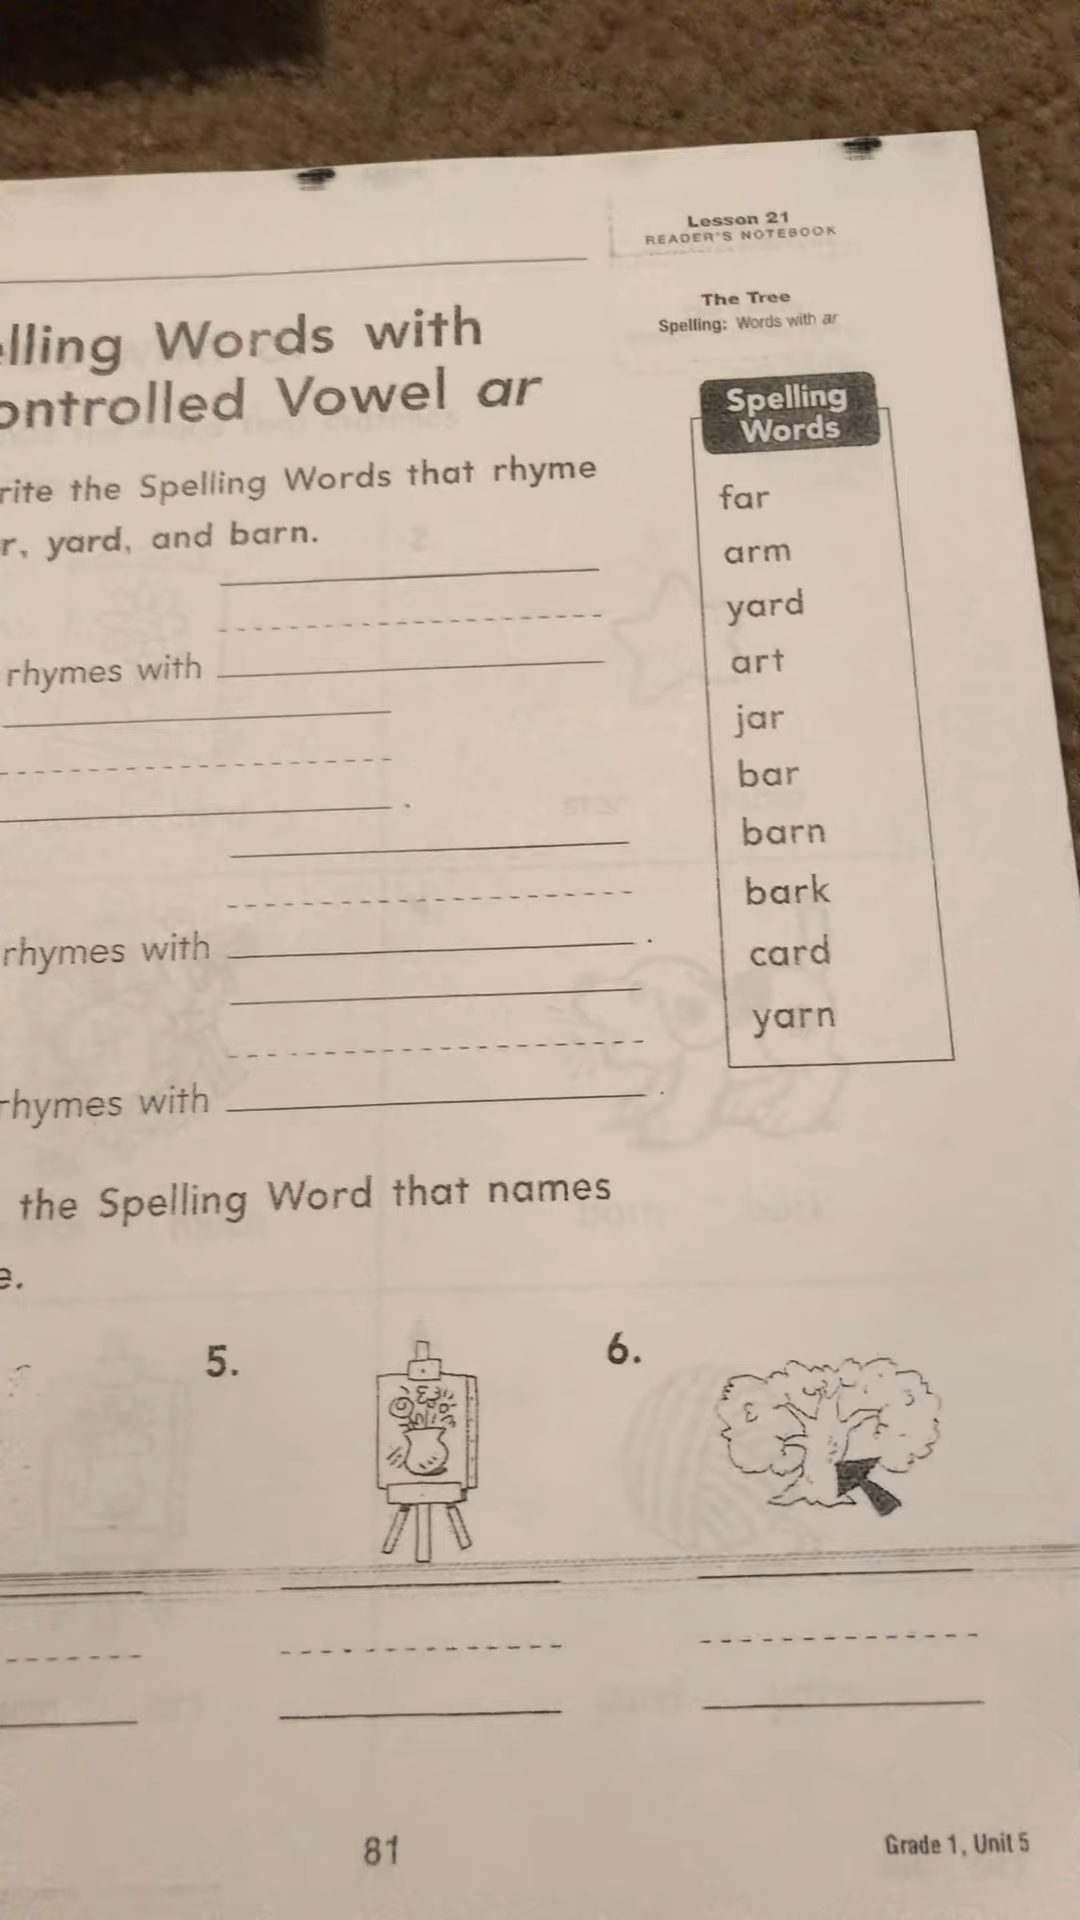 Lesson 21
READER'S NOTEBOOK
The Tree
Spelling: Words with ar
elling Words with
ontrolled Vowel ar
rite the Spelling Words that rhyme
r, yard, and barn.
rhymes with
.
rhymes with .
rhymes with .
Spelling
Words
far
arm
yard
art
jar
bar
barn
bark
card
yarn
the Spelling Word that names
e.
5.
6.
81
Grade 1, Unit 5